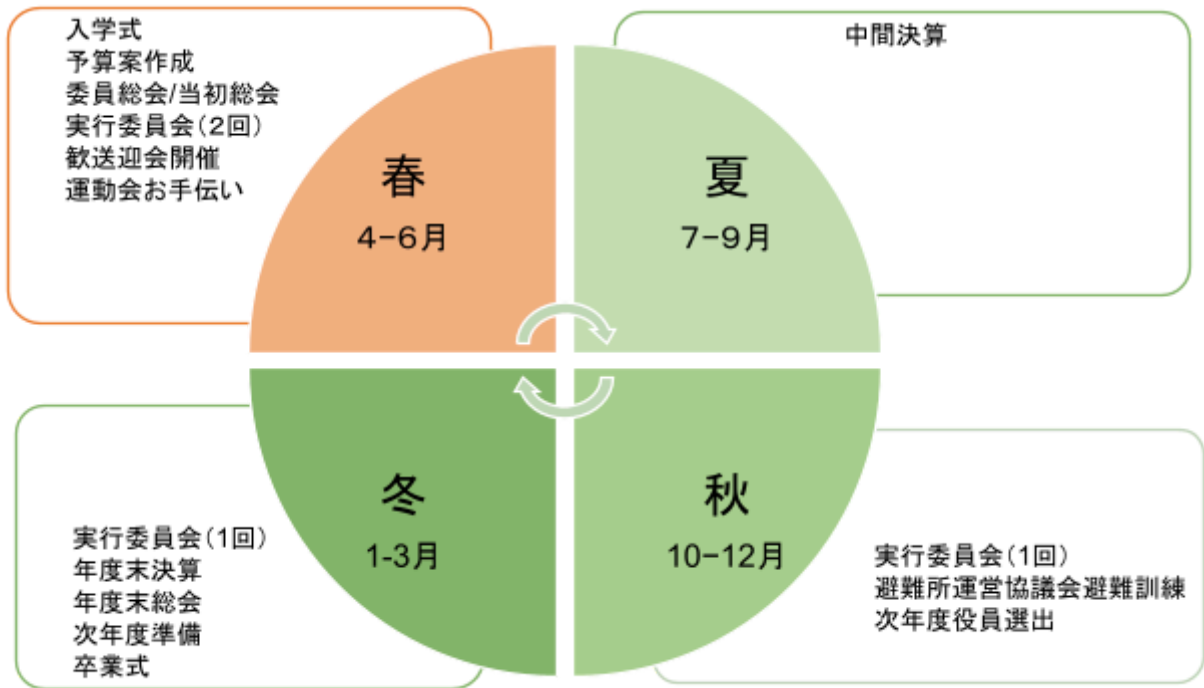 入学式
予算案作成
委員総会/当初総会
実行委員会(2回)
歓送迎会開催
運動会お手伝い
春
4-6月
中間決算
夏
7-9月
実行委員会(1回)
年度末決算
年度末総会
次年度準備
卒業式
冬
1-3月
秋
10-12月
実行委員会(1回)
避難所運営協議会避難訓練
次年度役員選出